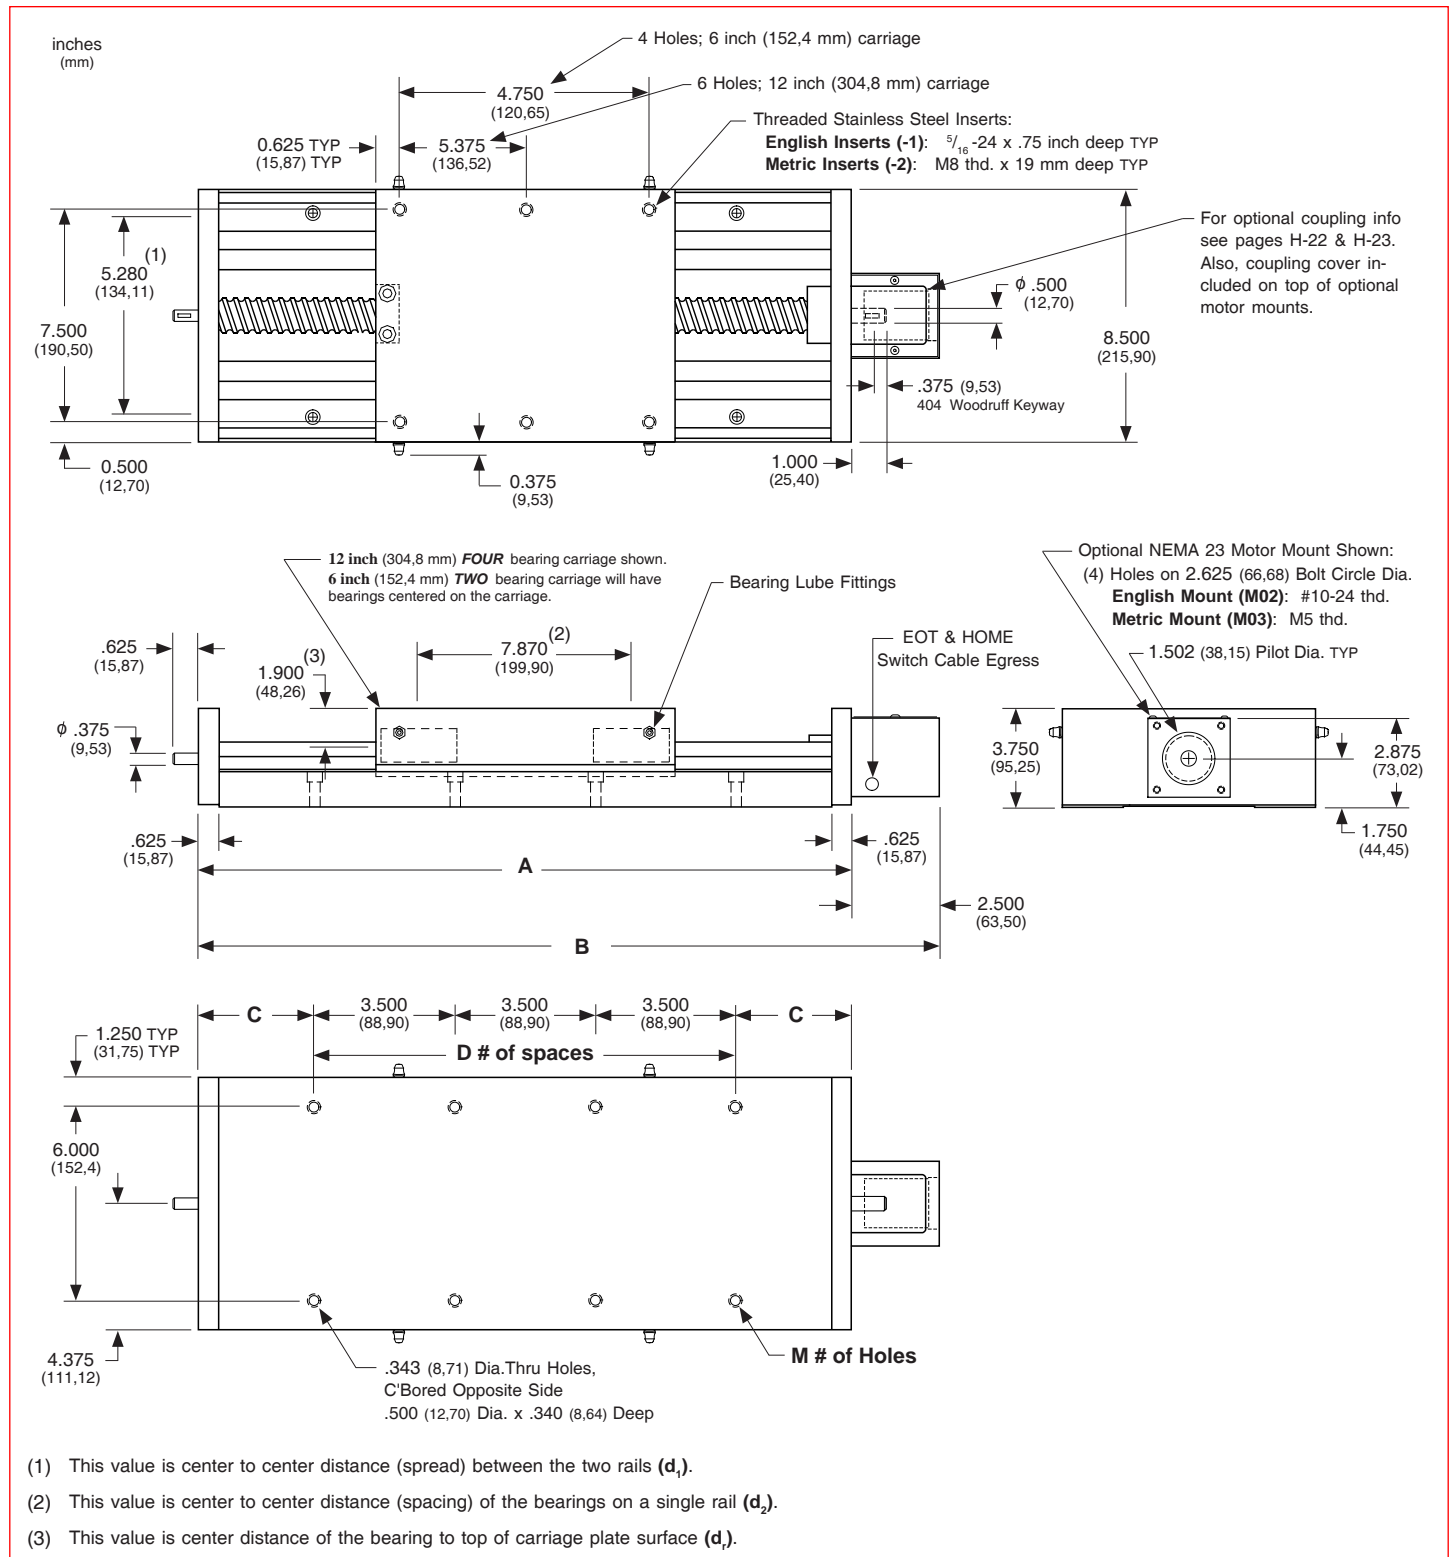 inches
(mm)
4 Holes; 6 inch (152,4 mm) carriage
4.750
(120,65)
6 Holes; 12 inch (304,8 mm) carriage
0.625 TYP
(15,87) TYP
5.375
(136,52)
Threaded Stainless Steel Inserts:
English Inserts (-1): 5/16 -24 x .75 inch deep TYP
Metric Inserts (-2): M8 thd. x 19 mm deep TYP
For optional coupling info
see pages H-22 & H-23.
Also, coupling cover in-
cluded on top of optional
motor mounts.
(1)
5.280
(134,11)
7.500
(190,50)
ϕ .500
(12,70)
8.500
(215,90)
.375 (9,53)
404 Woodruff Keyway
0.500
(12,70)
0.375
(9,53)
1.000
(25,40)
12 inch (304,8 mm) FOUR bearing carriage shown.
6 inch (152,4 mm) TWO bearing carriage will have
bearings centered on the carriage.
Bearing Lube Fittings
Optional NEMA 23 Motor Mount Shown:
(4) Holes on 2.625 (66,68) Bolt Circle Dia.
English Mount (M02): #10-24 thd.
Metric Mount (M03): M5 thd.
1.502 (38,15) Pilot Dia. TYP
.625
(15,87)
(3)
1.900
(48,26)
(2)
7.870
(199,90)
EOT & HOME
Switch Cable Egress
ϕ .375
(9,53)
3.750
(95,25)
2.875
(73,02)
1.750
(44,45)
.625
(15,87)
.625
(15,87)
A
2.500
(63,50)
B
C
3.500
(88,90)
3.500
(88,90)
3.500
(88,90)
C
1.250 TYP
(31,75) TYP
D # of spaces
6.000
(152,4)
4.375
(111,12)
.343 (8,71) Dia.Thru Holes,
C'Bored Opposite Side
.500 (12,70) Dia. x .340 (8,64) Deep
M # of Holes
(1) This value is center to center distance (spread) between the two rails (d1).
(2) This value is center to center distance (spacing) of the bearings on a single rail (d2).
(3) This value is center distance of the bearing to top of carriage plate surface (dr).